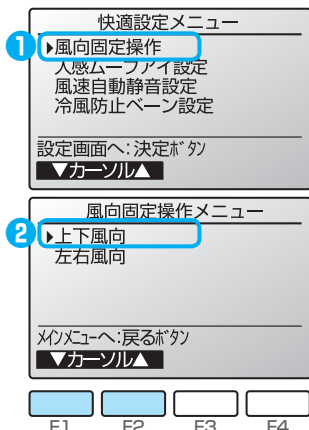 快適設定メニュー
1 ▶風向固定操作
人感ムーブアイ設定
風速自動静音設定
冷風防止ベーン設定
設定画面へ:決定ボタン
▼カーソル▲
風向固定操作メニュー
2 ▶上下風向
左右風向
メインメニューへ:戻るボタン
▼カーソル▲
F1 F2 F3 F4